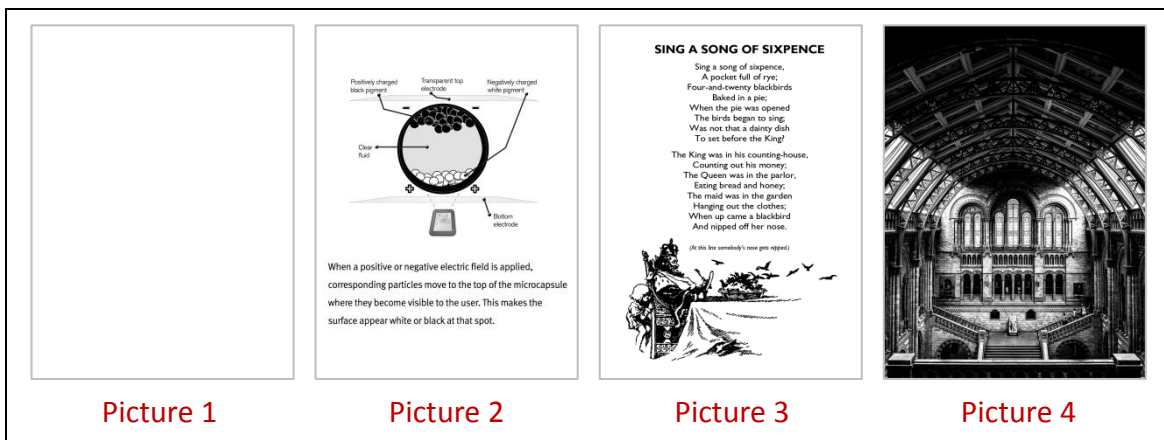 Positively charged
black pigment
Transparent top
electrode
Negatively charged
white pigment
Clear
fluid
Bottom
electrode
When a positive or negative electric field is applied,
corresponding particles move to the top of the microcapsule
where they become visible to the user. This makes the
surface appear white or black at that spot.
SING A SONG OF SIXPENCE
Sing a song of sixpence,
A pocket full of rye;
Four-and-twenty blackbirds
Baked in a pie;
When the pie was opened
The birds began to sing;
Was not that a dainty dish
To set before the King?
The King was in his counting-house,
Counting out his money;
The Queen was in the parlor,
Eating bread and honey;
The maid was in the garden
Hanging out the clothes;
When up came a blackbird
And nipped off her nose.
(At this line somebody's nose gets nipped.)
Picture 1
Picture 2
Picture 3
Picture 4